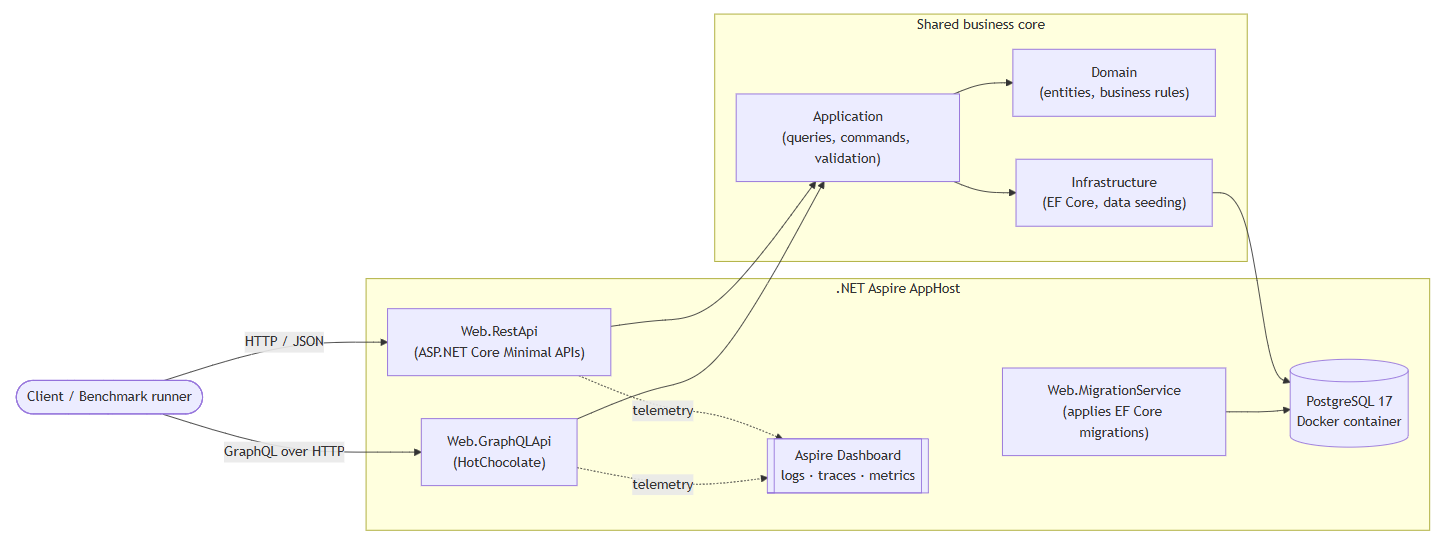 Shared business core
Domain
(entities, business rules)
Application
(queries, commands,
validation)
Infrastructure
(EF Core, data seeding)
.NET Aspire AppHost
Web.RestApi
(ASP.NET Core Minimal APIs)
HTTP / JSON
Client / Benchmark runner
GraphQL over HTTP
Web.GraphQLApi
(HotChocolate)
telemetry
telemetry
Aspire Dashboard
logs · traces · metrics
Web.MigrationService
(applies EF Core
migrations)
PostgreSQL 17
Docker container